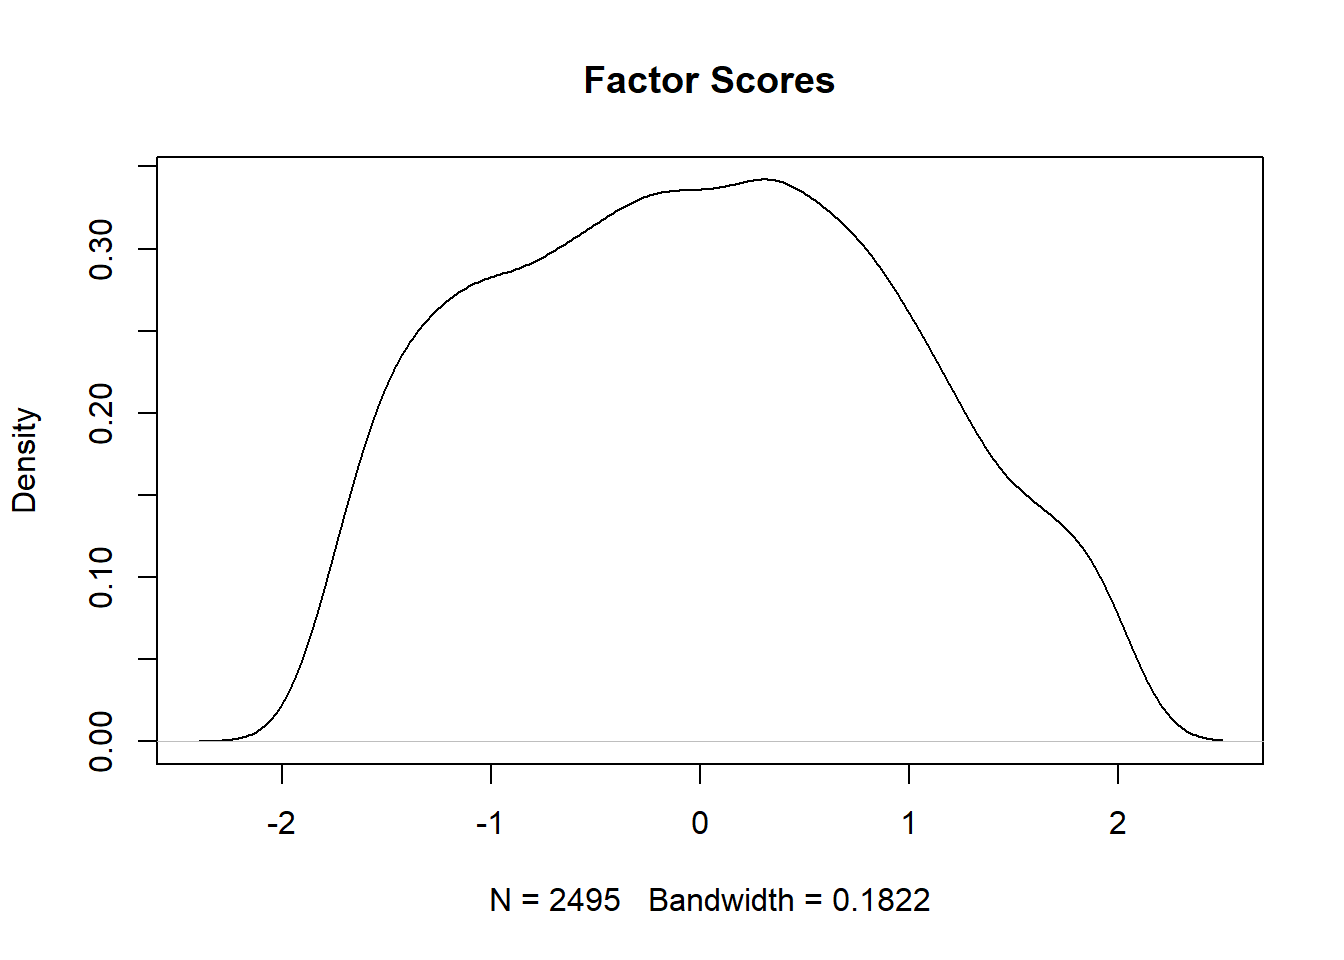 Factor Scores
Density
0.30
0.20
0.10
0.00
-2 -1 0 1 2
N = 2495 Bandwidth = 0.1822